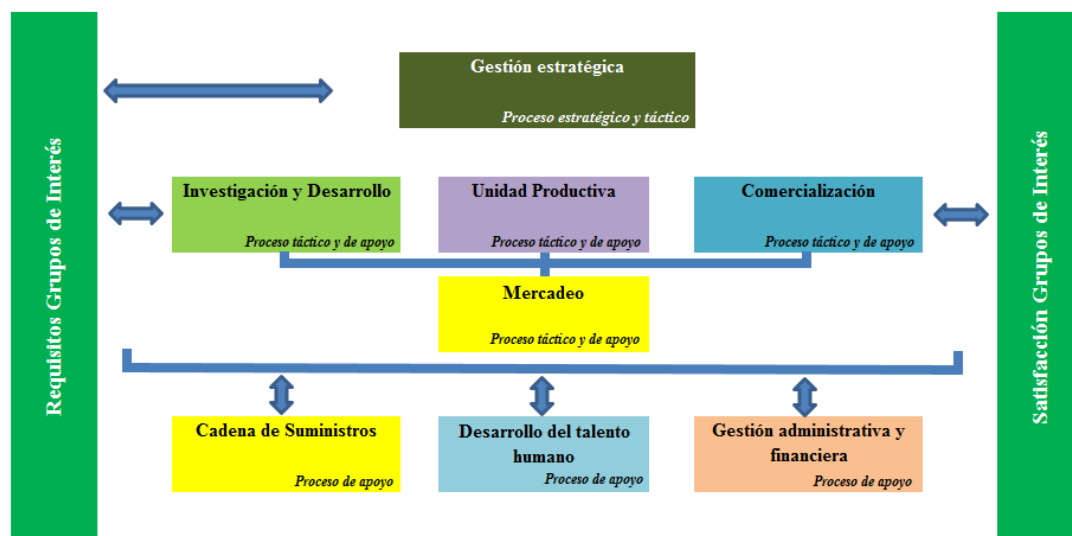 Requisitos Grupos de Interés
Gestión estratégica
Proceso estratégico y táctico
Investigación y Desarrollo
Proceso táctico y de apoyo
Unidad Productiva
Proceso táctico y de apoyo
Comercialización
Proceso táctico y de apoyo
Mercadeo
Proceso táctico y de apoyo
Cadena de Suministros
Proceso de apoyo
Desarrollo del talento
humano
Proceso de apoyo
Gestión administrativa y
financiera
Proceso de apoyo
Satisfacción Grupos de Interés